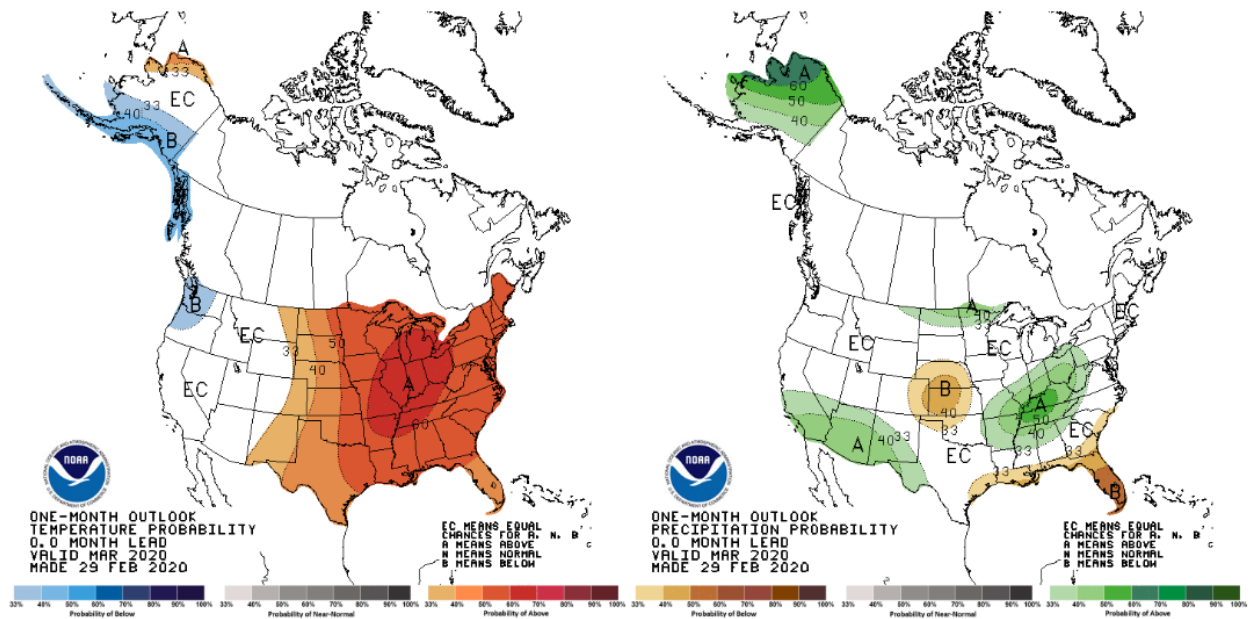 A
33
EC
33
40
B
B
EC
33
50
40
EC
A
60
NOAA
ONE-MONTH OUTLOOK
TEMPERATURE PROBABILITY
0.0 MONTH LEAD
VALID MAR 2020
MADE 29 FEB 2020
EC MEANS EQUAL
CHANCES FOR A, N, B
A MEANS ABOVE
N MEANS NORMAL
B MEANS BELOW
33% 40% 50% 60% 70% 80% 90% 100%
Probability of Below
33% 40% 50% 60% 70% 80% 90% 100%
Probability of Near-Normal
33% 40% 50% 60% 70% 80% 90% 100%
Probability of Above
A
60
50
40
EC
A
40
EC
EC
EC
B
40
33
A
50
40
A
40 33
EC
EC
33
33
33
B
NOAA
ONE-MONTH OUTLOOK
PRECIPITATION PROBABILITY
0.0 MONTH LEAD
VALID MAR 2020
MADE 29 FEB 2020
EC MEANS EQUAL
CHANCES FOR A, N, B
A MEANS ABOVE
N MEANS NORMAL
B MEANS BELOW
33% 40% 50% 60% 70% 80% 90% 100%
Probability of Below
33% 40% 50% 60% 70% 80% 90% 100%
Probability of Near-Normal
33% 40% 50% 60% 70% 80% 90% 100%
Probability of Above